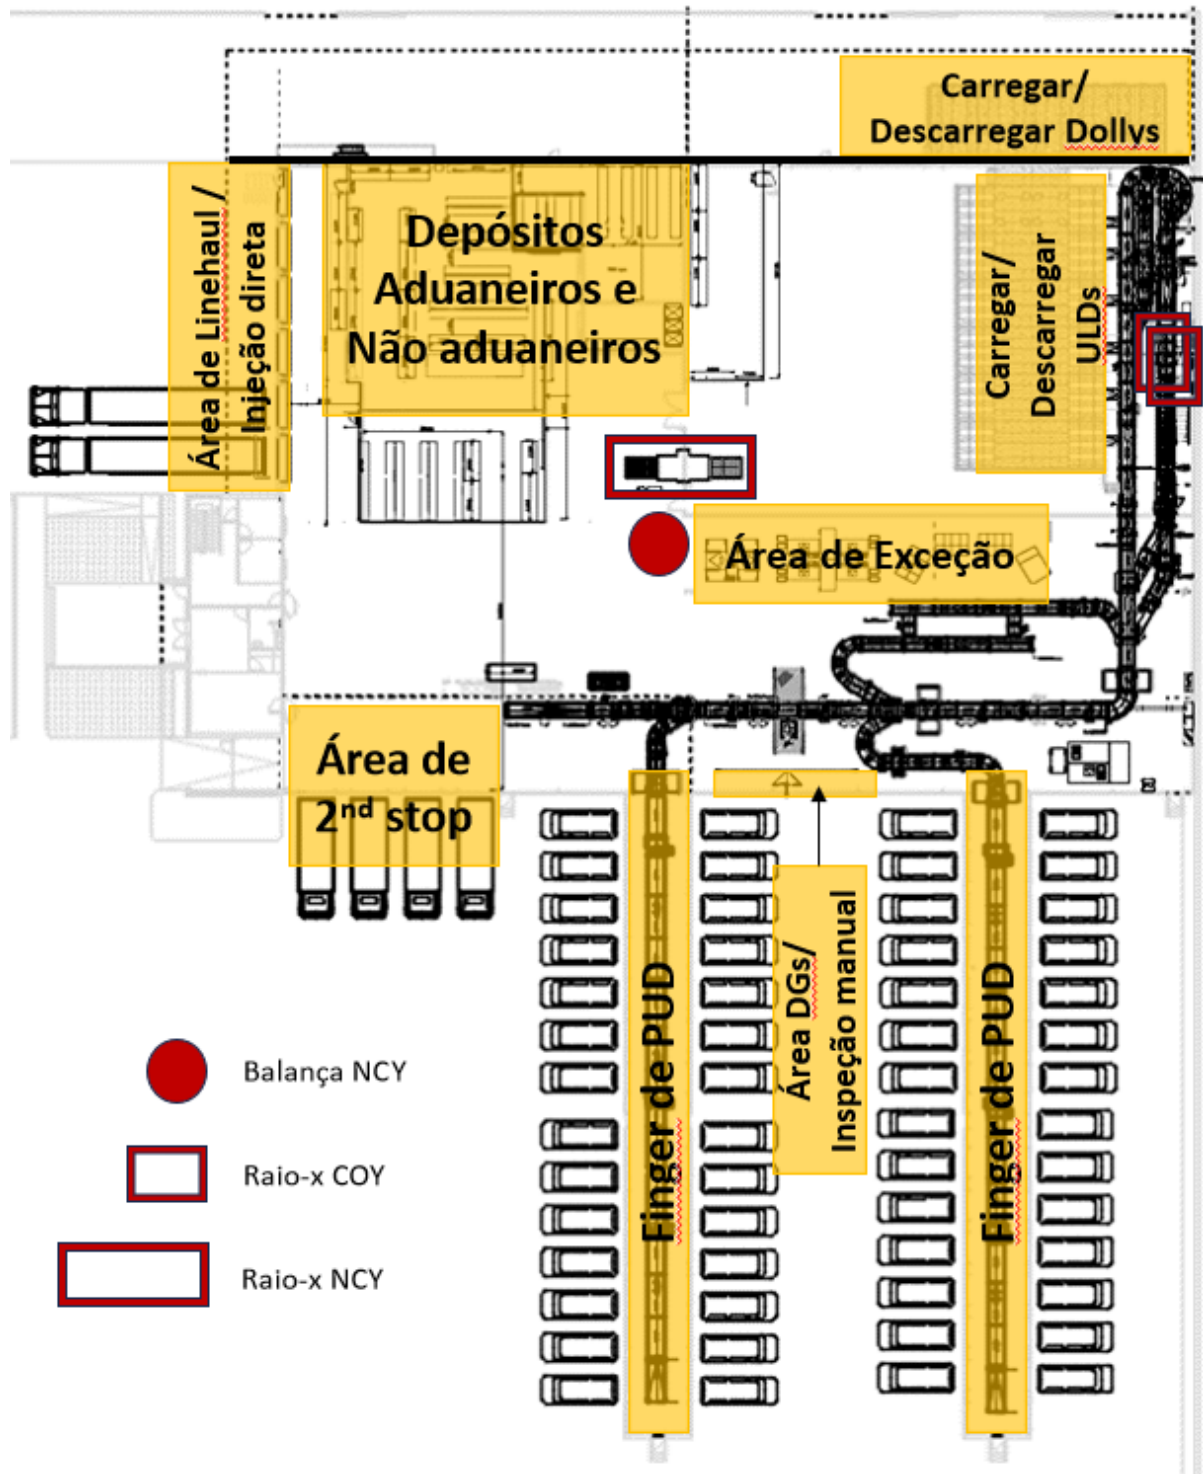 Carregar/
Descarregar Dollys
Área de Linehaul /
Injeção direta
Depósitos
Aduaneiros e
Não aduaneiros
Carregar/
Descarregar
ULDs
Área de Exceção
Área de
2nd stop
Finger de PUD
Área DGs/
Inspeção manual
Finger de PUD
Balança NCY
Raio-x COY
Raio-x NCY